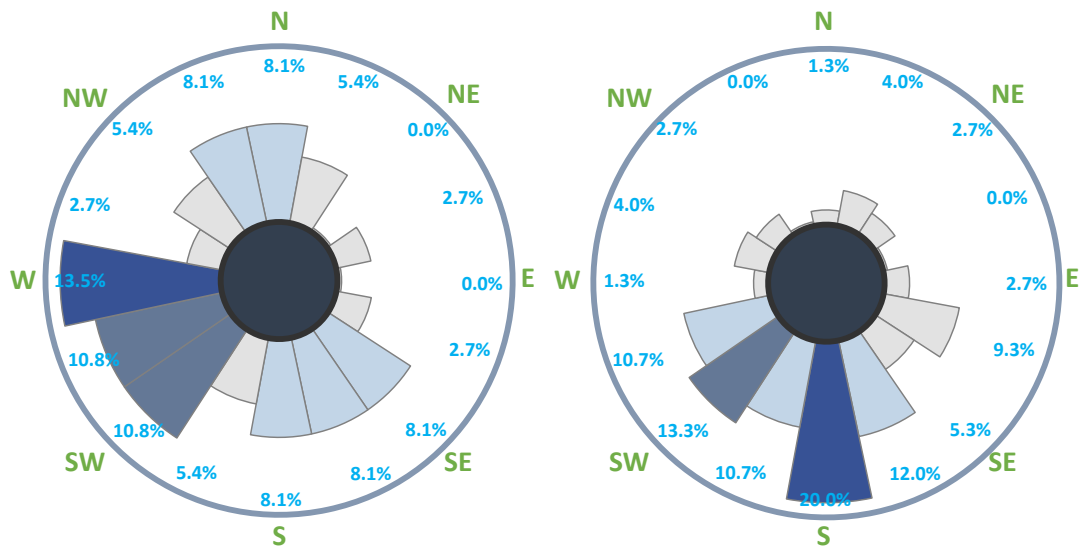 N
8.1%
8.1%
5.4%
NW
NE
5.4%
0.0%
2.7%
2.7%
W
13.5%
0.0%
E
10.8%
2.7%
10.8%
8.1%
SW
SE
5.4%
8.1%
8.1%
S
N
1.3%
0.0%
4.0%
NW
NE
2.7%
2.7%
4.0%
0.0%
W
1.3%
2.7%
E
10.7%
9.3%
13.3%
5.3%
SW
SE
10.7%
12.0%
20.0%
S